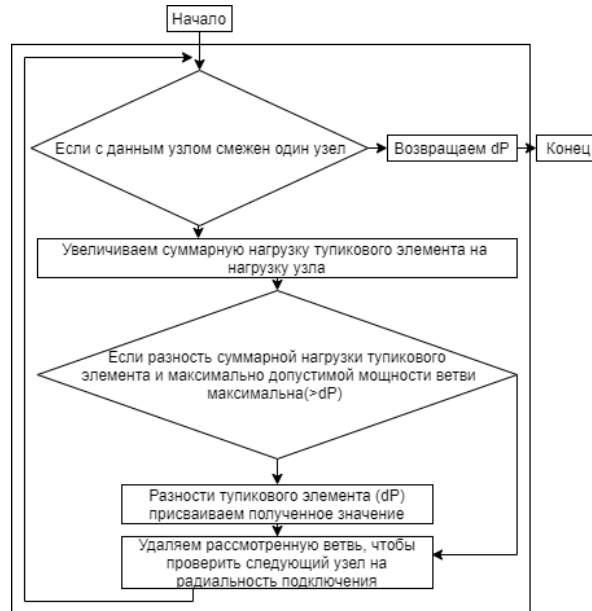 Начало
Если с данным узлом смежен один узел
Возвращаем dP
Конец
Увеличиваем суммарную нагрузку тупикового элемента на
нагрузку узла
Если разность суммарной нагрузки тупикового
элемента и максимально допустимой мощности ветви
максимальна(>dP)
Разности тупикового элемента (dP)
присваиваем полученное значение
Удаляем рассмотренную ветвь, чтобы
проверить следующий узел на
радиальность подключения